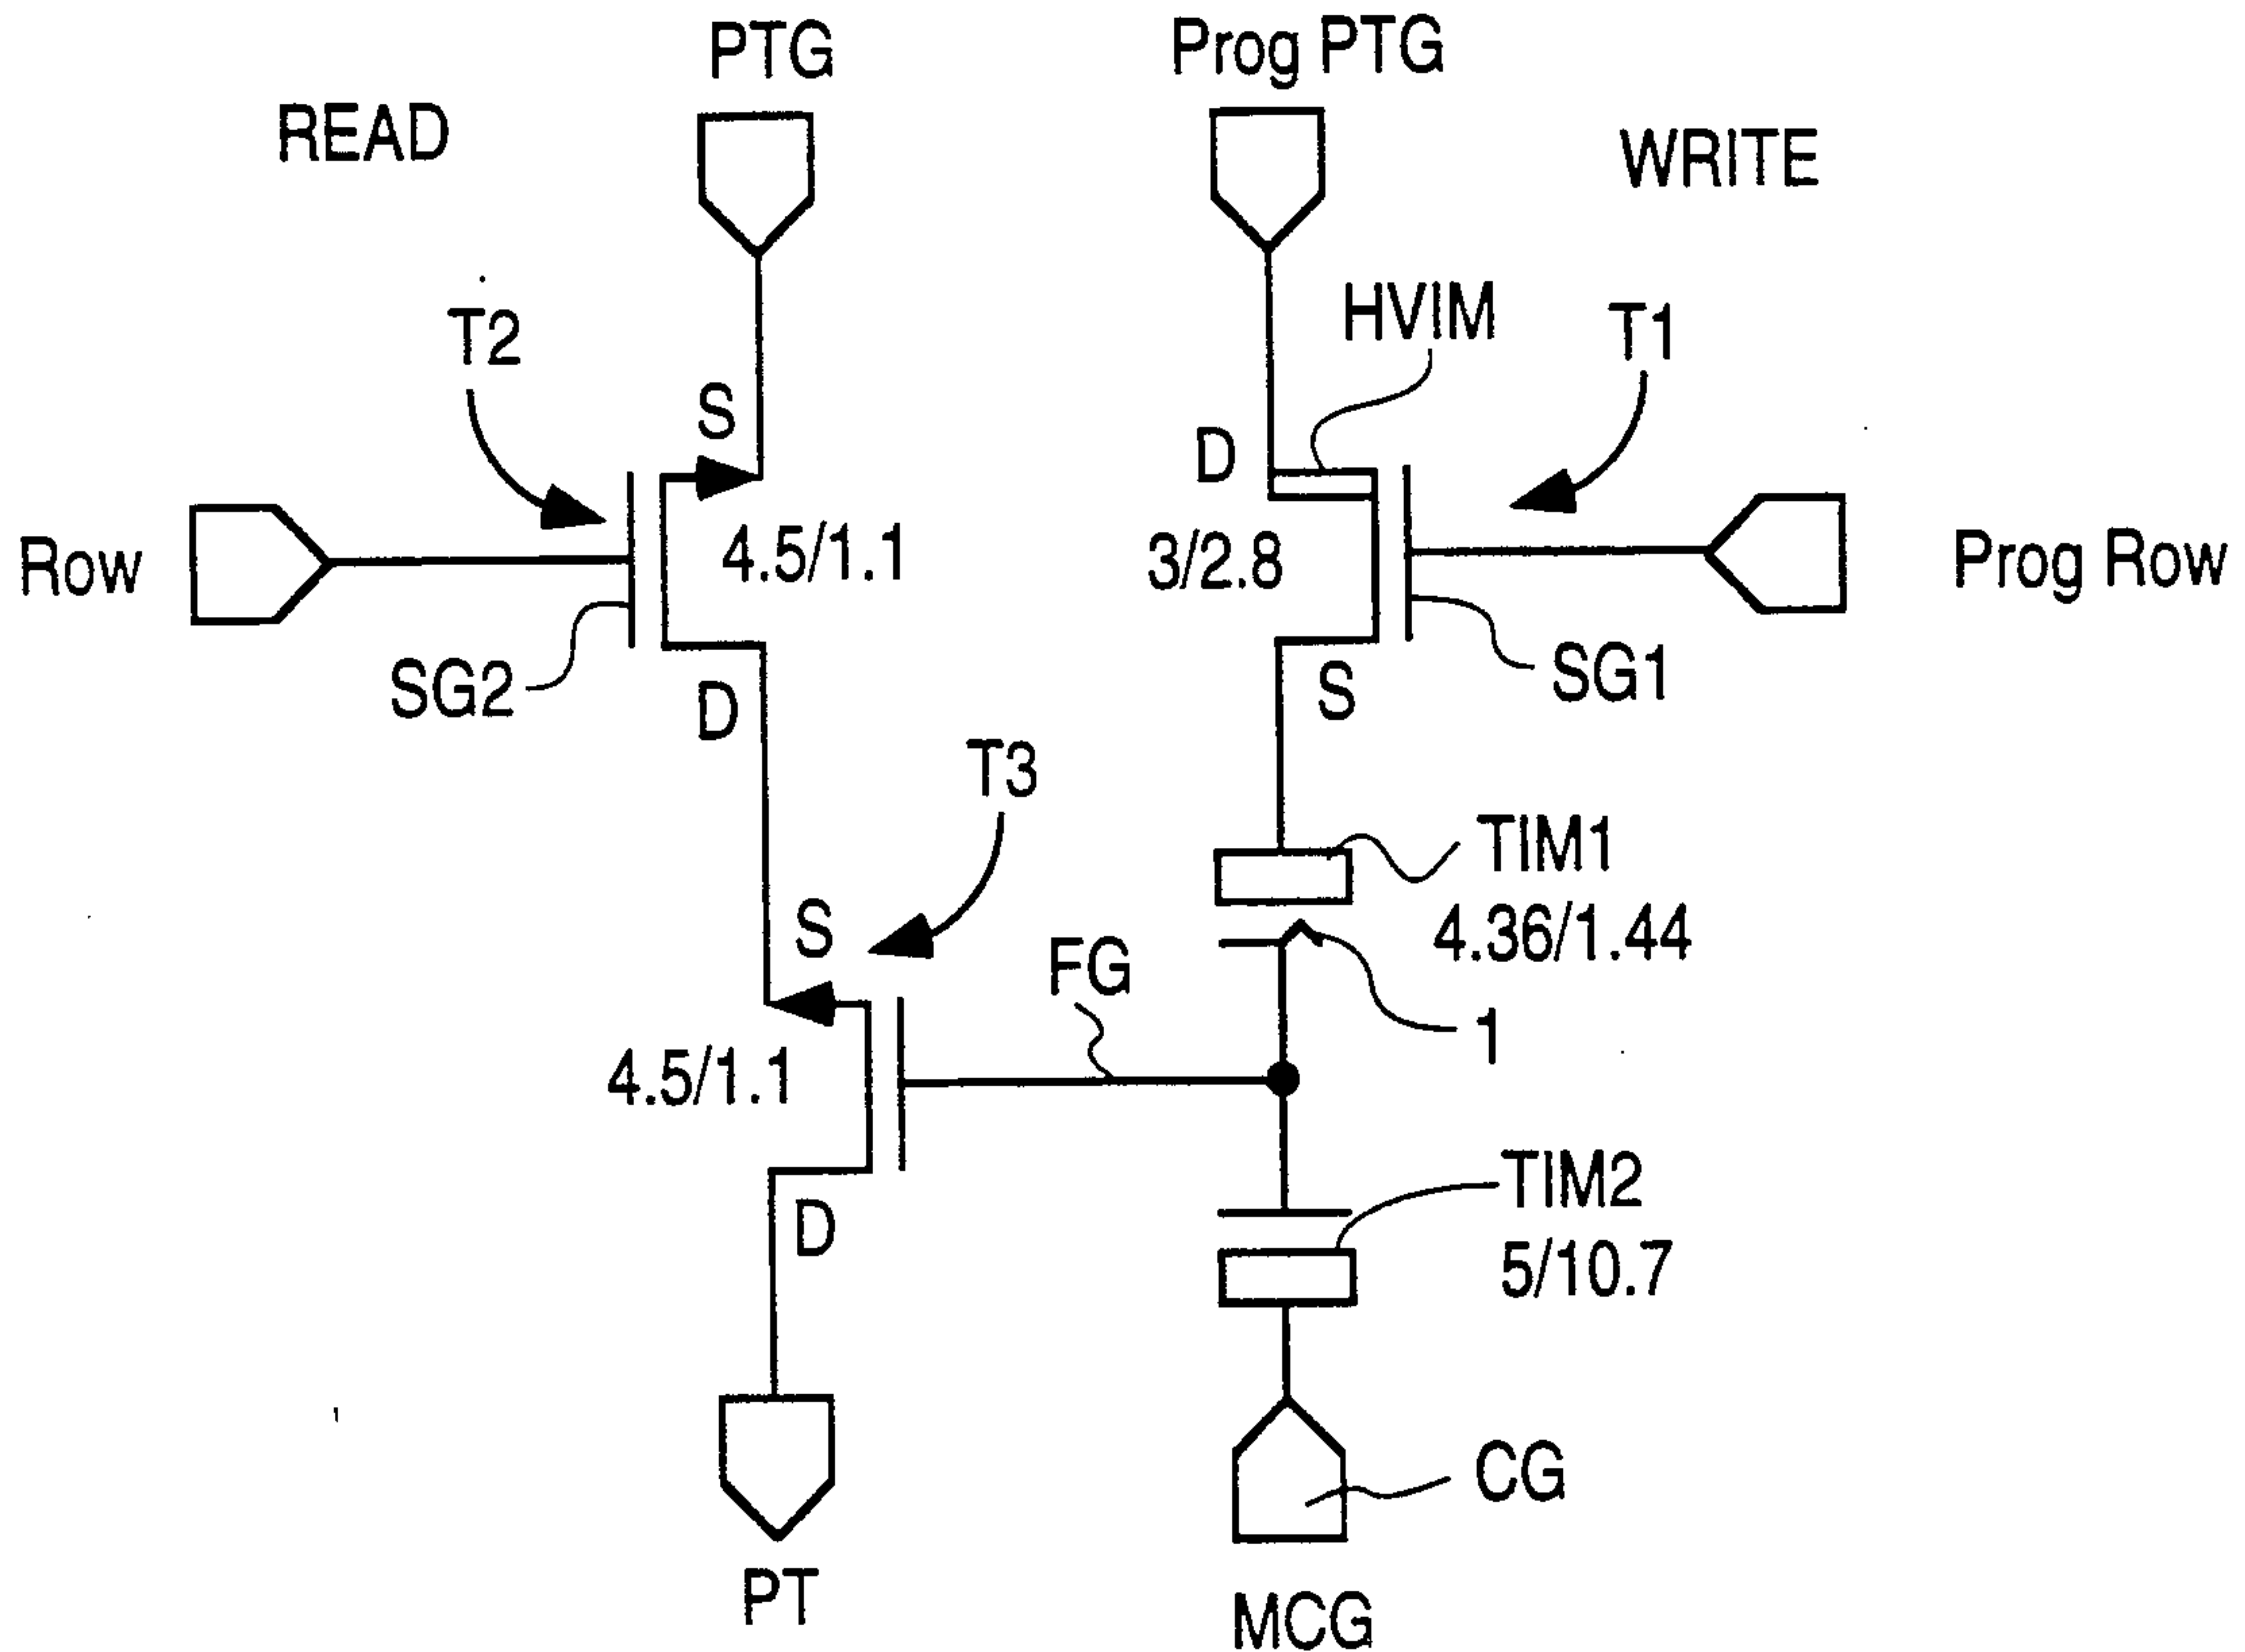 PTG
Prog PTG
READ
WRITE
HVIM
T2
T1
S
D
4.5/1.1
3/2.8
Row
Prog Row
SG2
D
S
SG1
T3
TIM1
4.36/1.44
S
FG
1
4.5/1.1
D
TIM2
5/10.7
CG
PT
MCG